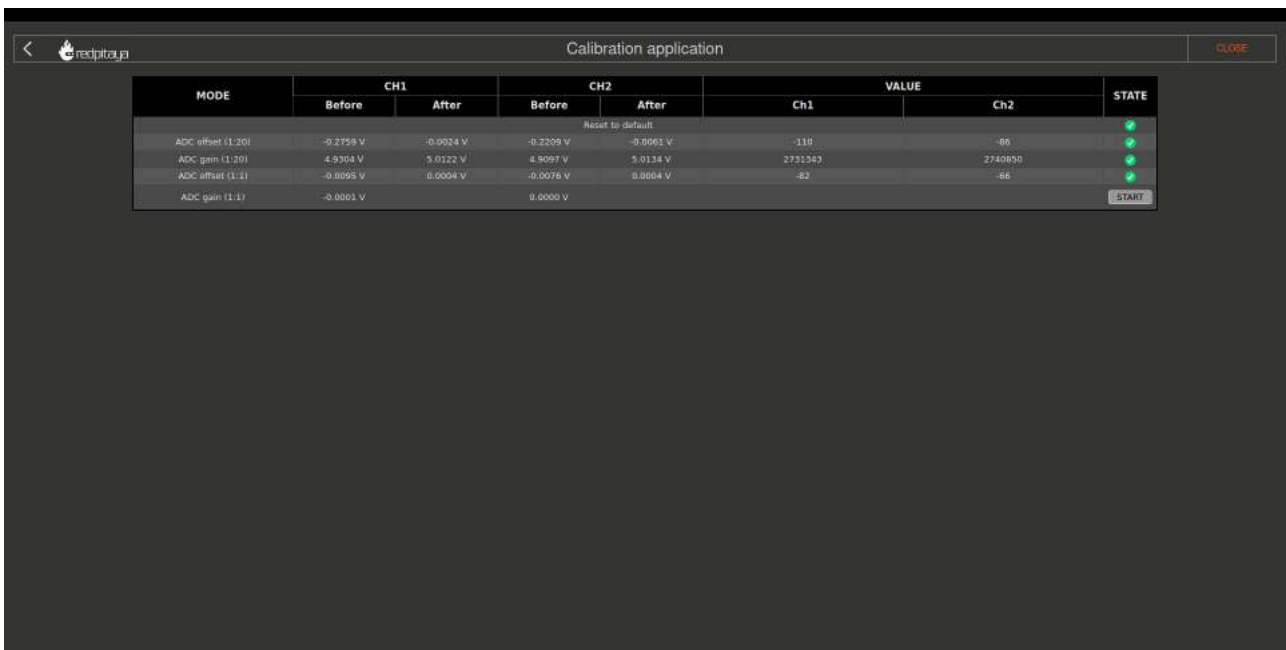 redpitaya Calibration application CLOSE
MODE CH1 CH2 VALUE STATE
Before After Before After Ch1 Ch2
Reset to default
ADC offset (1:20) -0.2759 V -0.0024 V -0.2209 V -0.0061 V -110 -86
ADC gain (1:20) 4.9304 V 5.0122 V 4.9097 V 5.0134 V 2731343 2740850
ADC offset (1:1) -0.0095 V 0.0004 V -0.0076 V 0.0004 V -82 -66
ADC gain (1:1) -0.0001 V 0.0000 V START